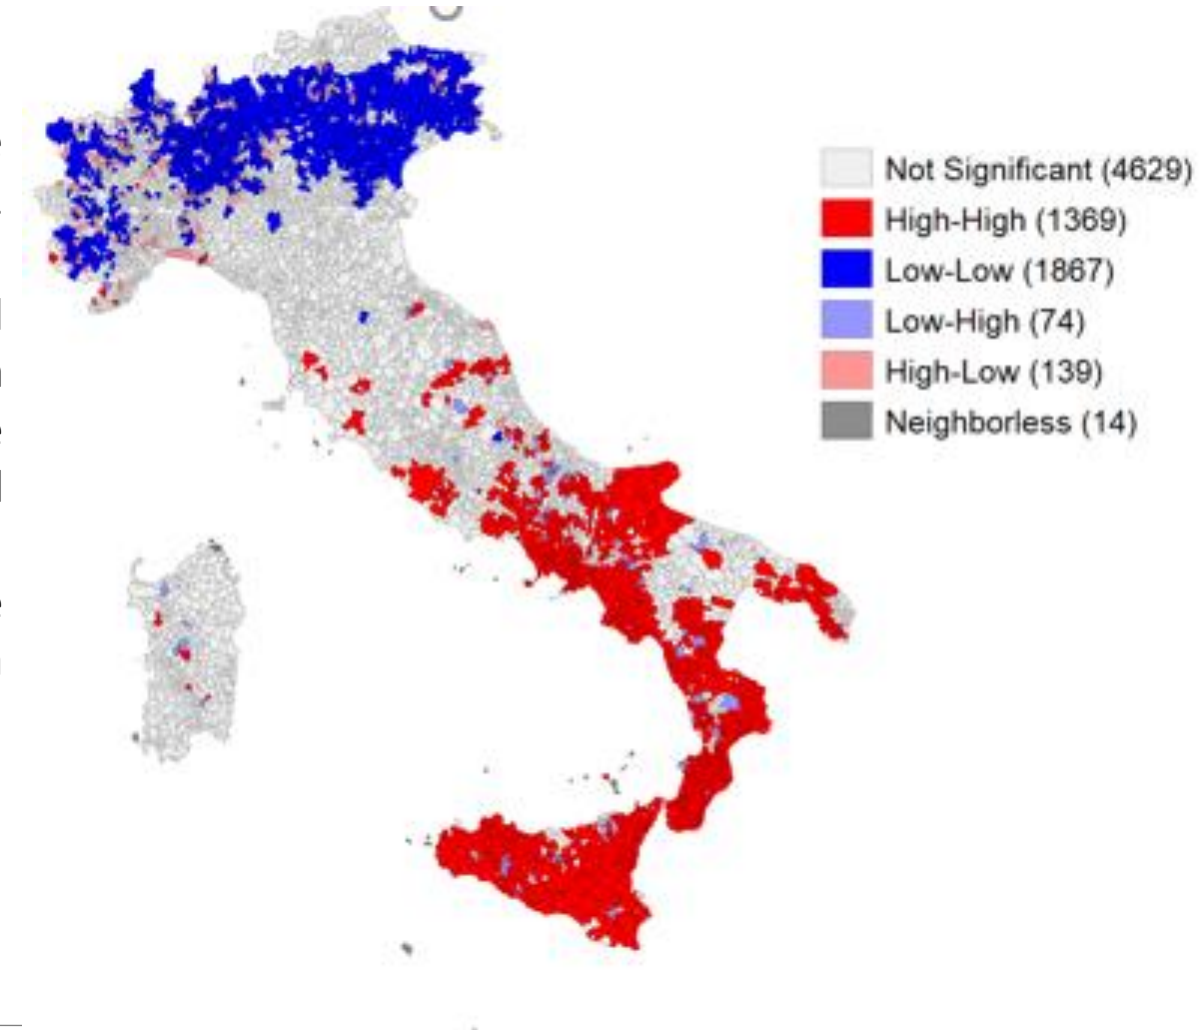 Not Significant (4629)
High-High (1369)
Low-Low (1867)
Low-High (74)
High-Low (139)
Neighborless (14)